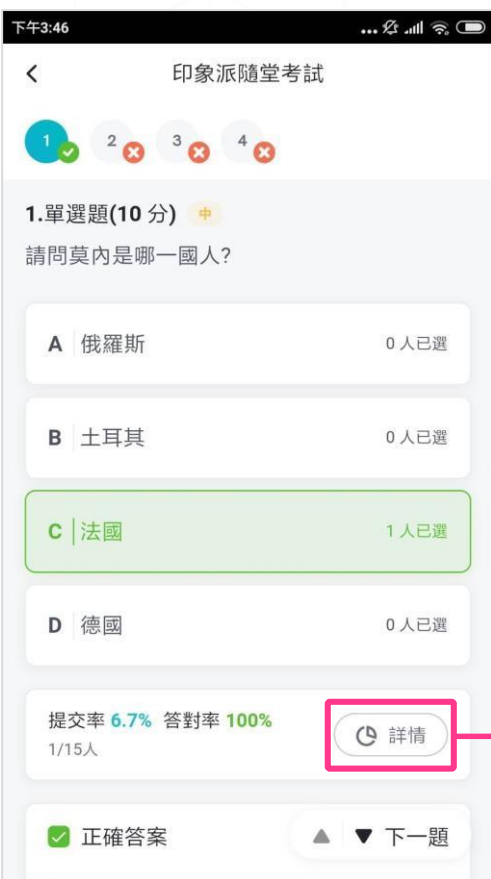 下午3:46
印象派隨堂考試
1 2 3 4
1.單選題(10 分) 中
請問莫內是哪一國人?
A 俄羅斯 0 人已選
B 土耳其 0 人已選
C 法國 1 人已選
D 德國 0 人已選
提交率 6.7% 答對率 100%
1/15人
詳情
正確答案
下一題